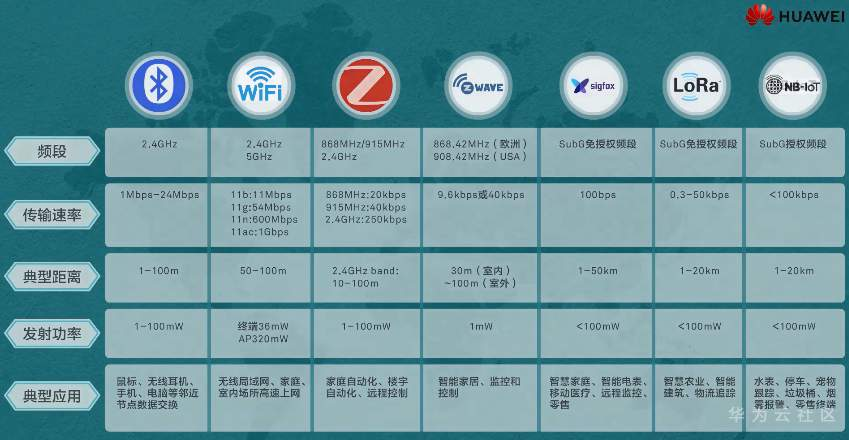 HUAWEI
WiFi
Z
Z WAVE
sigfox
LoRa
NB-IoT
频段
2.4GHz
2.4GHz
5GHz
868MHz/915MHz
2.4GHz
868.42MHz（欧洲）
908.42MHz（USA）
SubG免授权频段
SubG免授权频段
SubG授权频段
传输速率
1Mbps-24Mbps
11b:11Mbps
11g:54Mbps
11n:600Mbps
11ac:1Gbps
868MHz:20kbps
915MHz:40kbps
2.4GHz:250kbps
9.6kbps或40kbps
100bps
0.3-50kbps
<100kbps
典型距离
1-100m
50-100m
2.4GHz band:
10-100m
30m（室内）
~100m（室外）
1-50km
1-20km
1-20km
发射功率
1-100mW
终端36mW
AP320mW
1-100mW
1mW
<100mW
<100mW
<100mW
典型应用
鼠标、无线耳机、
手机、电脑等邻近
节点数据交换
无线局域网、家庭、
室内场所高速上网
家庭自动化、楼宇
自动化、远程控制
智能家居、监控和
控制
智慧家庭、智能电表、
移动医疗、远程监控、
零售
智慧农业、智能
建筑、物流追踪
水表、停车、宠物
跟踪、垃圾桶、烟
雾报警、零售终端
华为云社区